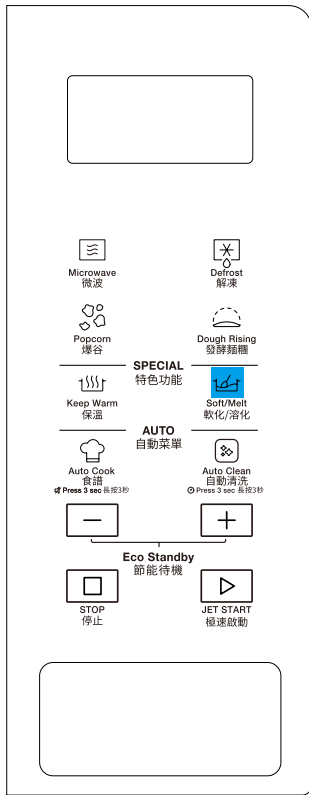 Microwave
微波
Defrost
解凍
Popcorn
爆谷
Dough Rising
發酵麵糰
SPECIAL
特色功能
Keep Warm
保溫
Soft/Melt
軟化/溶化
AUTO
自動菜單
Auto Cook
食譜
Press 3 sec 長按3秒
Auto Clean
自動清洗
Press 3 sec 長按3秒
Eco Standby
節能待機
STOP
停止
JET START
極速啟動